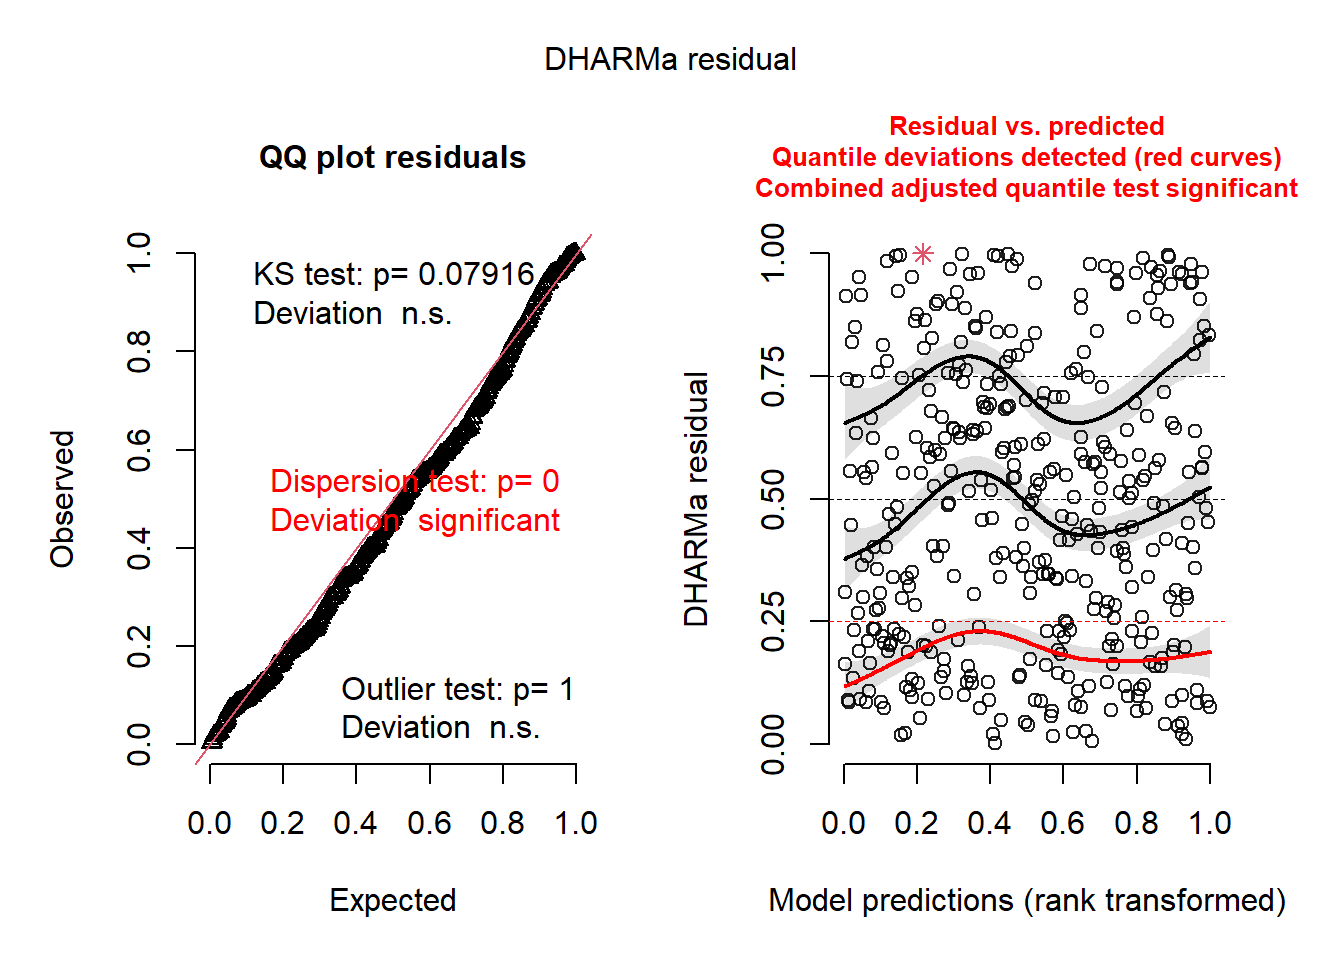 DHARMa residual
QQ plot residuals
KS test: p= 0.07916
Deviation  n.s.
Dispersion test: p= 0
Deviation  significant
Outlier test: p= 1
Deviation  n.s.
Observed
0.0 0.2 0.4 0.6 0.8 1.0
0.0 0.2 0.4 0.6 0.8 1.0
Expected
Residual vs. predicted
Quantile deviations detected (red curves)
Combined adjusted quantile test significant
DHARMa residual
0.00 0.25 0.50 0.75 1.00
0.0 0.2 0.4 0.6 0.8 1.0
Model predictions (rank transformed)